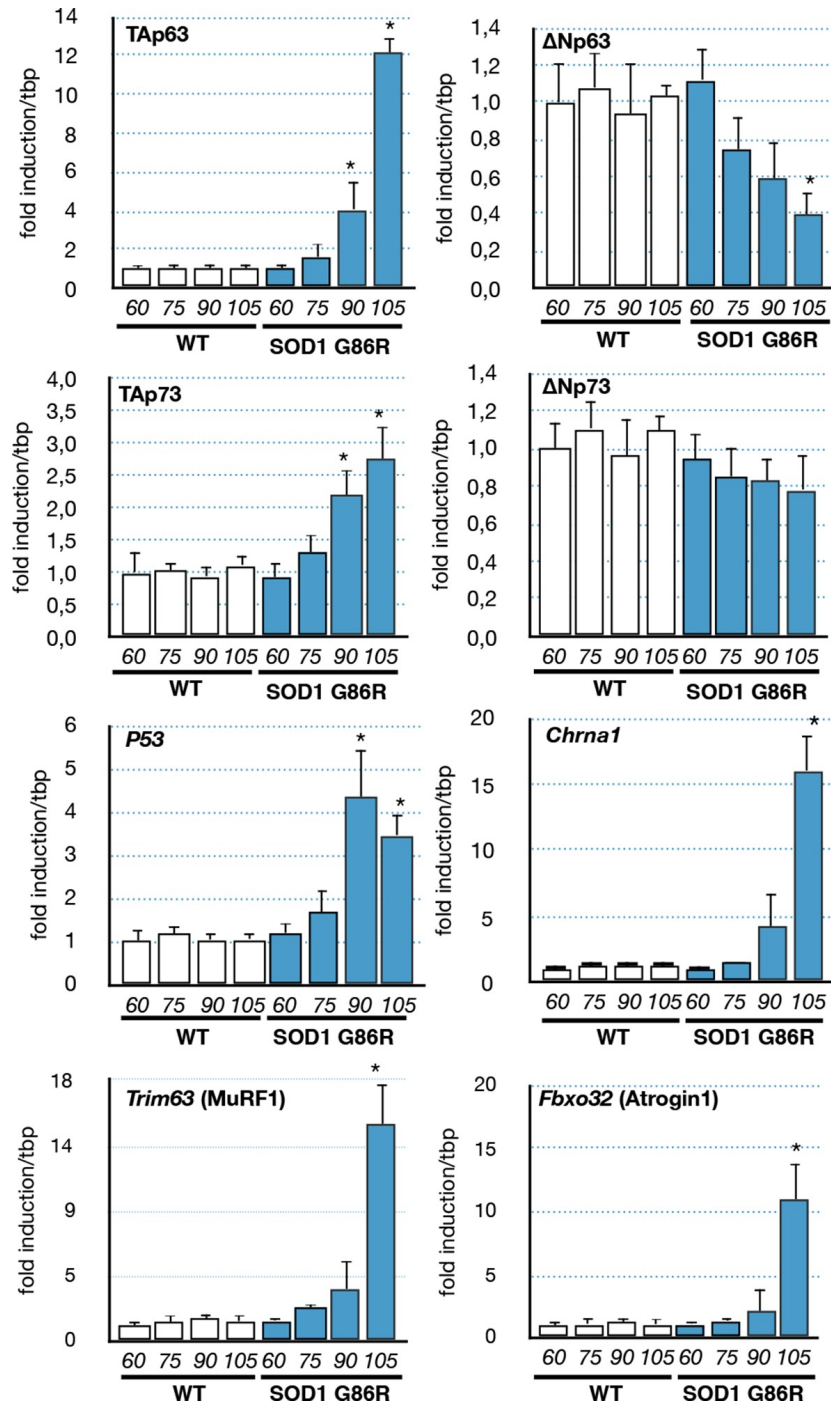 TAp63
fold induction/tbp
14
12
10
8
6
4
2
0
*
*
60 75 90 105 60 75 90 105
WT SOD1 G86R
ΔNp63
fold induction/tbp
1,4
1,2
1,0
0,8
0,6
0,4
0,2
0,0
*
60 75 90 105 60 75 90 105
WT SOD1 G86R
TAp73
fold induction/tbp
4,0
3,5
3,0
2,5
2,0
1,5
1,0
0,5
0,0
*
*
60 75 90 105 60 75 90 105
WT SOD1 G86R
ΔNp73
fold induction/tbp
1,4
1,2
1,0
0,8
0,6
0,4
0,2
0,0
60 75 90 105 60 75 90 105
WT SOD1 G86R
P53
fold induction/tbp
6
5
4
3
2
1
0
*
*
60 75 90 105 60 75 90 105
WT SOD1 G86R
Chrna1
fold induction/tbp
20
15
10
5
0
*
60 75 90 105 60 75 90 105
WT SOD1 G86R
Trim63 (MuRF1)
fold induction/tbp
18
14
9
5
0
*
60 75 90 105 60 75 90 105
WT SOD1 G86R
Fbxo32 (Atrogin1)
fold induction/tbp
20
15
10
5
0
*
60 75 90 105 60 75 90 105
WT SOD1 G86R